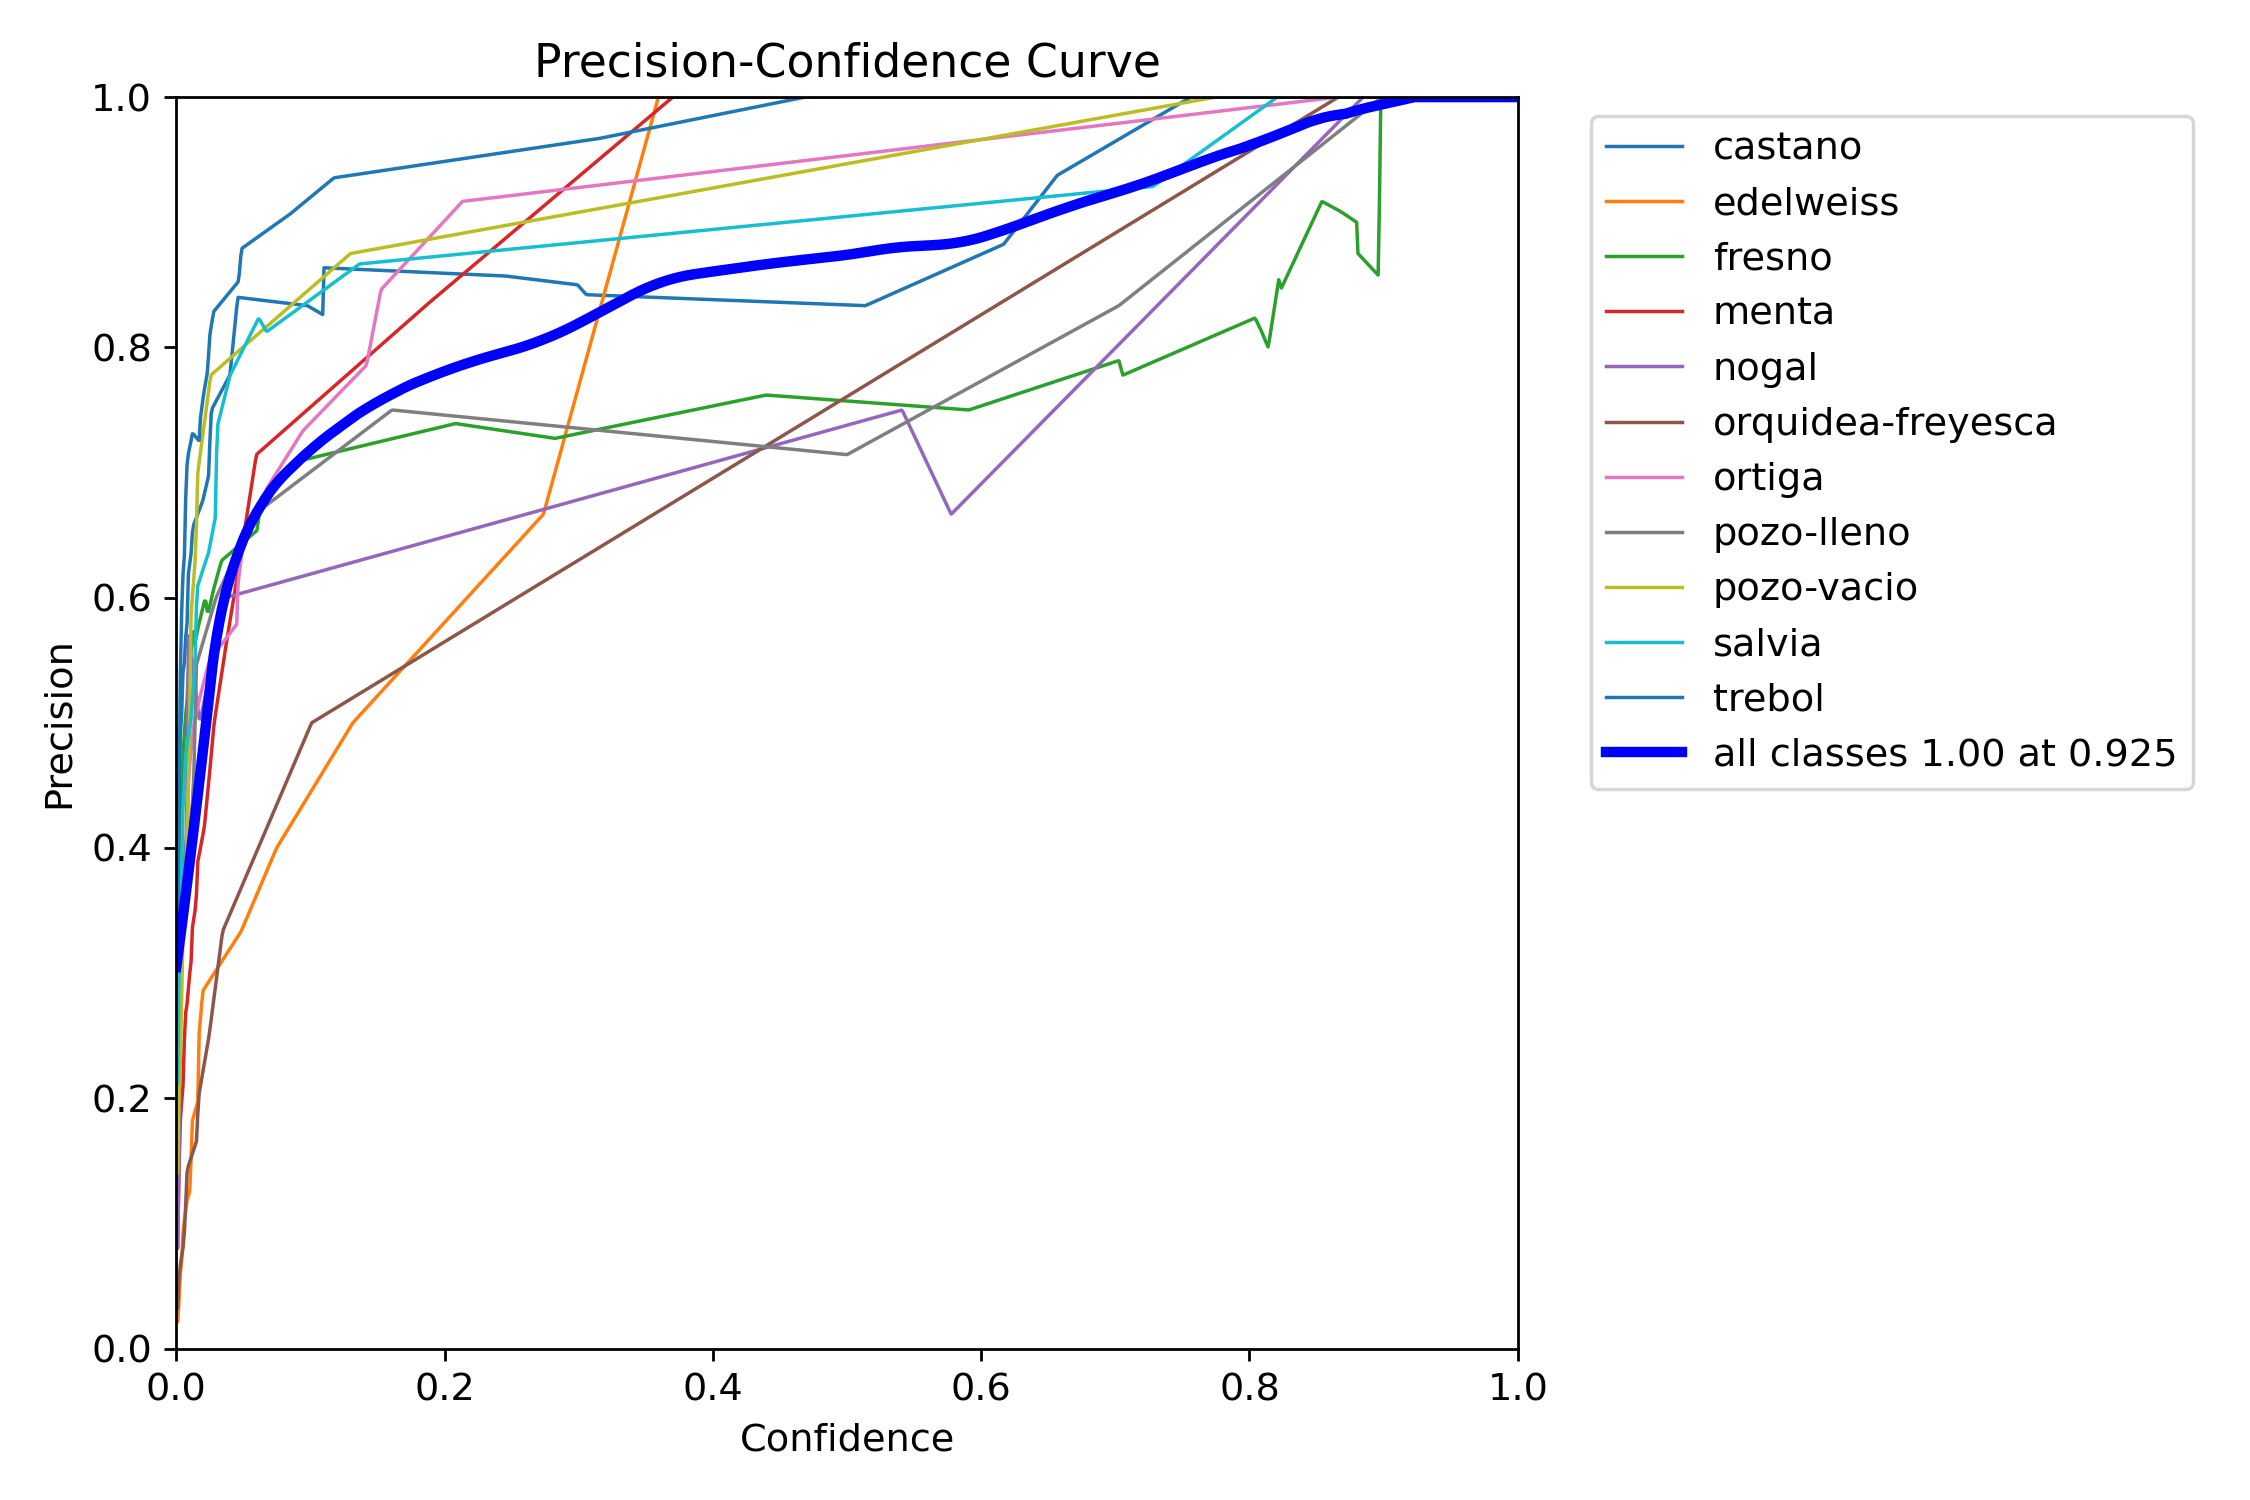 Precision-Confidence Curve
1.0
0.8
0.6
0.4
0.2
0.0
Precision
0.0 0.2 0.4 0.6 0.8 1.0
Confidence
castano
edelweiss
fresno
menta
nogal
orquidea-freyesca
ortiga
pozo-lleno
pozo-vacio
salvia
trebol
all classes 1.00 at 0.925